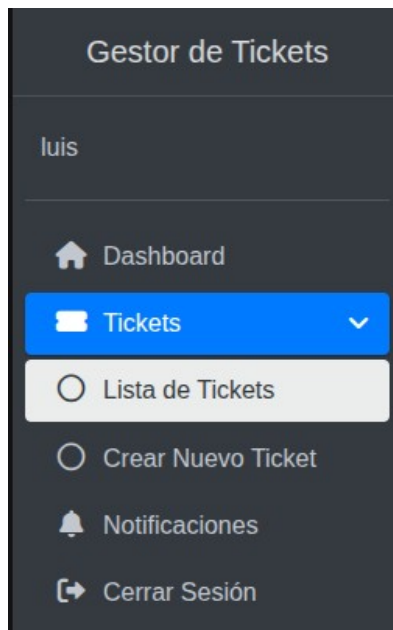 Gestor de Tickets
luis
Dashboard
Tickets
Lista de Tickets
Crear Nuevo Ticket
Notificaciones
Cerrar Sesión